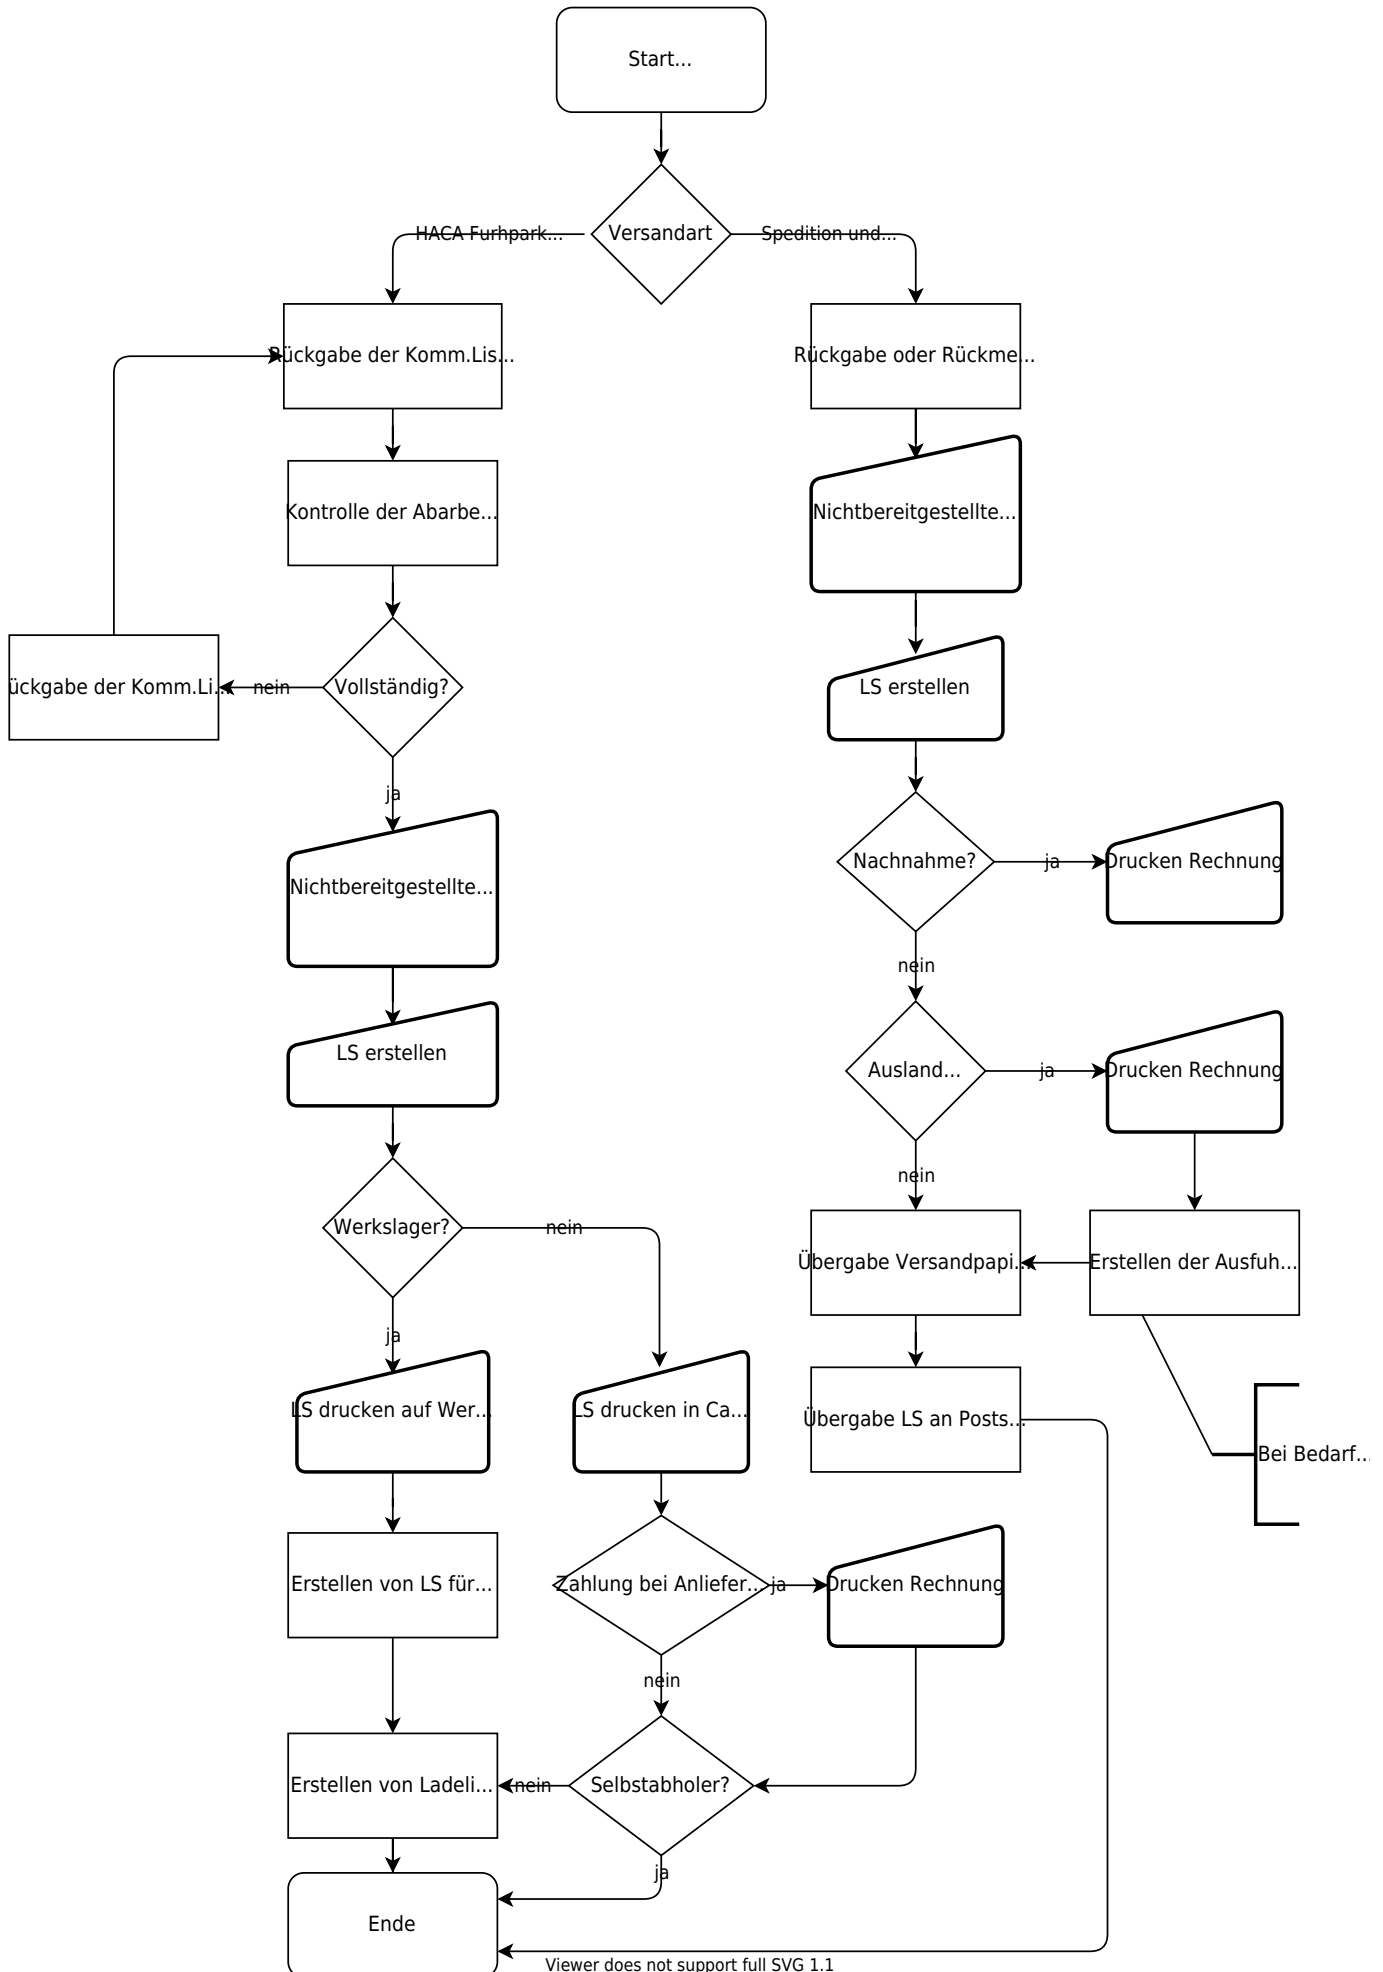 Start...
Versandart
HACA Furhpark...
Spedition und...
Rückgabe der Komm.Lis...
Rückgabe oder Rückme...
Kontrolle der Abarbe...
Nichtbereitgestellte...
ückgabe der Komm.Li...
nein
Vollständig?
LS erstellen
ja
Nichtbereitgestellte...
Nachnahme?
ja
Drucken Rechnung
nein
LS erstellen
Ausland...
ja
Drucken Rechnung
nein
Werkslager?
nein
Übergabe Versandpapi...
Erstellen der Ausfuh...
ja
LS drucken auf Wer...
LS drucken in Ca...
Übergabe LS an Posts...
Bei Bedarf...
Erstellen von LS für...
Zahlung bei Anliefer...
ja
Drucken Rechnung
nein
Erstellen von Ladeli...
nein
Selbstabholer?
ja
Ende
Viewer does not support full SVG 1.1